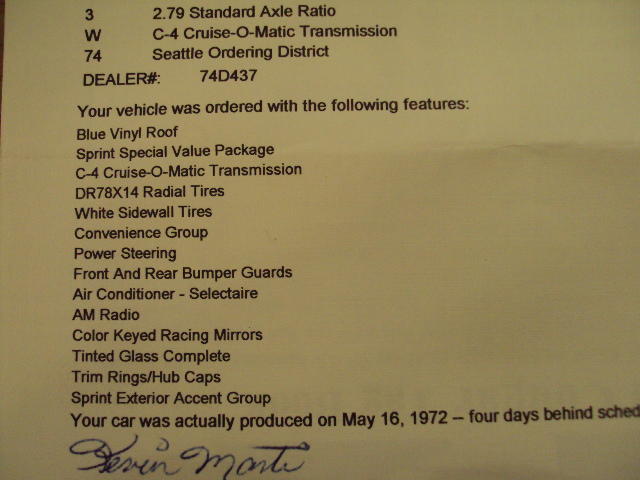 3 2.79 Standard Axle Ratio
W C-4 Cruise-O-Matic Transmission
74 Seattle Ordering District
DEALER#: 74D437
Your vehicle was ordered with the following features:
Blue Vinyl Roof
Sprint Special Value Package
C-4 Cruise-O-Matic Transmission
DR78X14 Radial Tires
White Sidewall Tires
Convenience Group
Power Steering
Front And Rear Bumper Guards
Air Conditioner - Selectaire
AM Radio
Color Keyed Racing Mirrors
Tinted Glass Complete
Trim Rings/Hub Caps
Sprint Exterior Accent Group
Your car was actually produced on May 16, 1972 -- four days behind sched
Kevin Marti